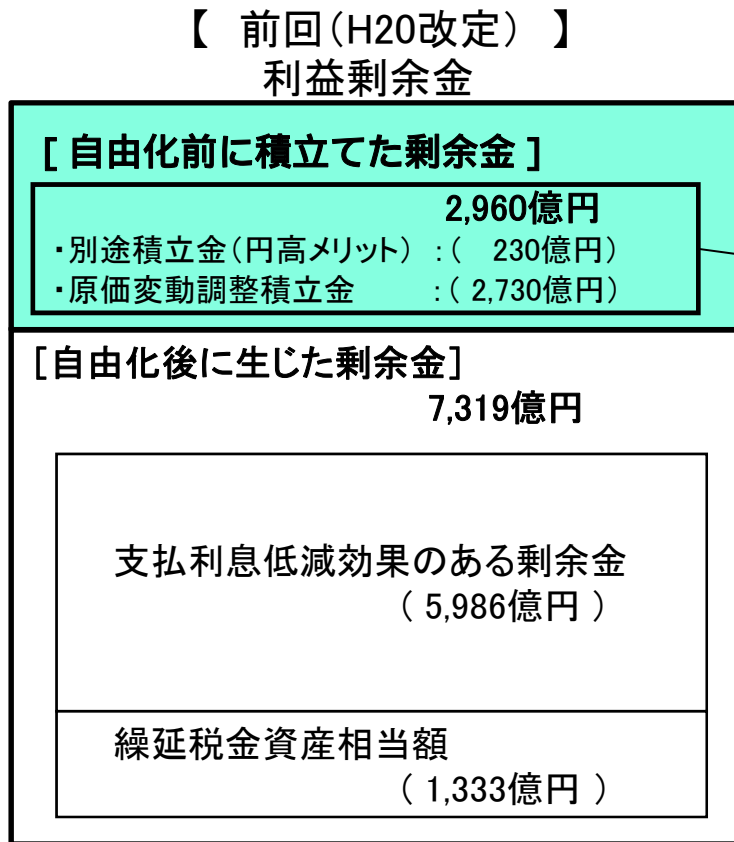 【 前回(H20改定) 】
利益剰余金
[ 自由化前に積立てた剰余金 ]
2,960億円
・別途積立金(円高メリット) :( 230億円)
・原価変動調整積立金 :( 2,730億円)
[自由化後に生じた剰余金]
7,319億円
支払利息低減効果のある剰余金
( 5,986億円 )
繰延税金資産相当額
( 1,333億円 )